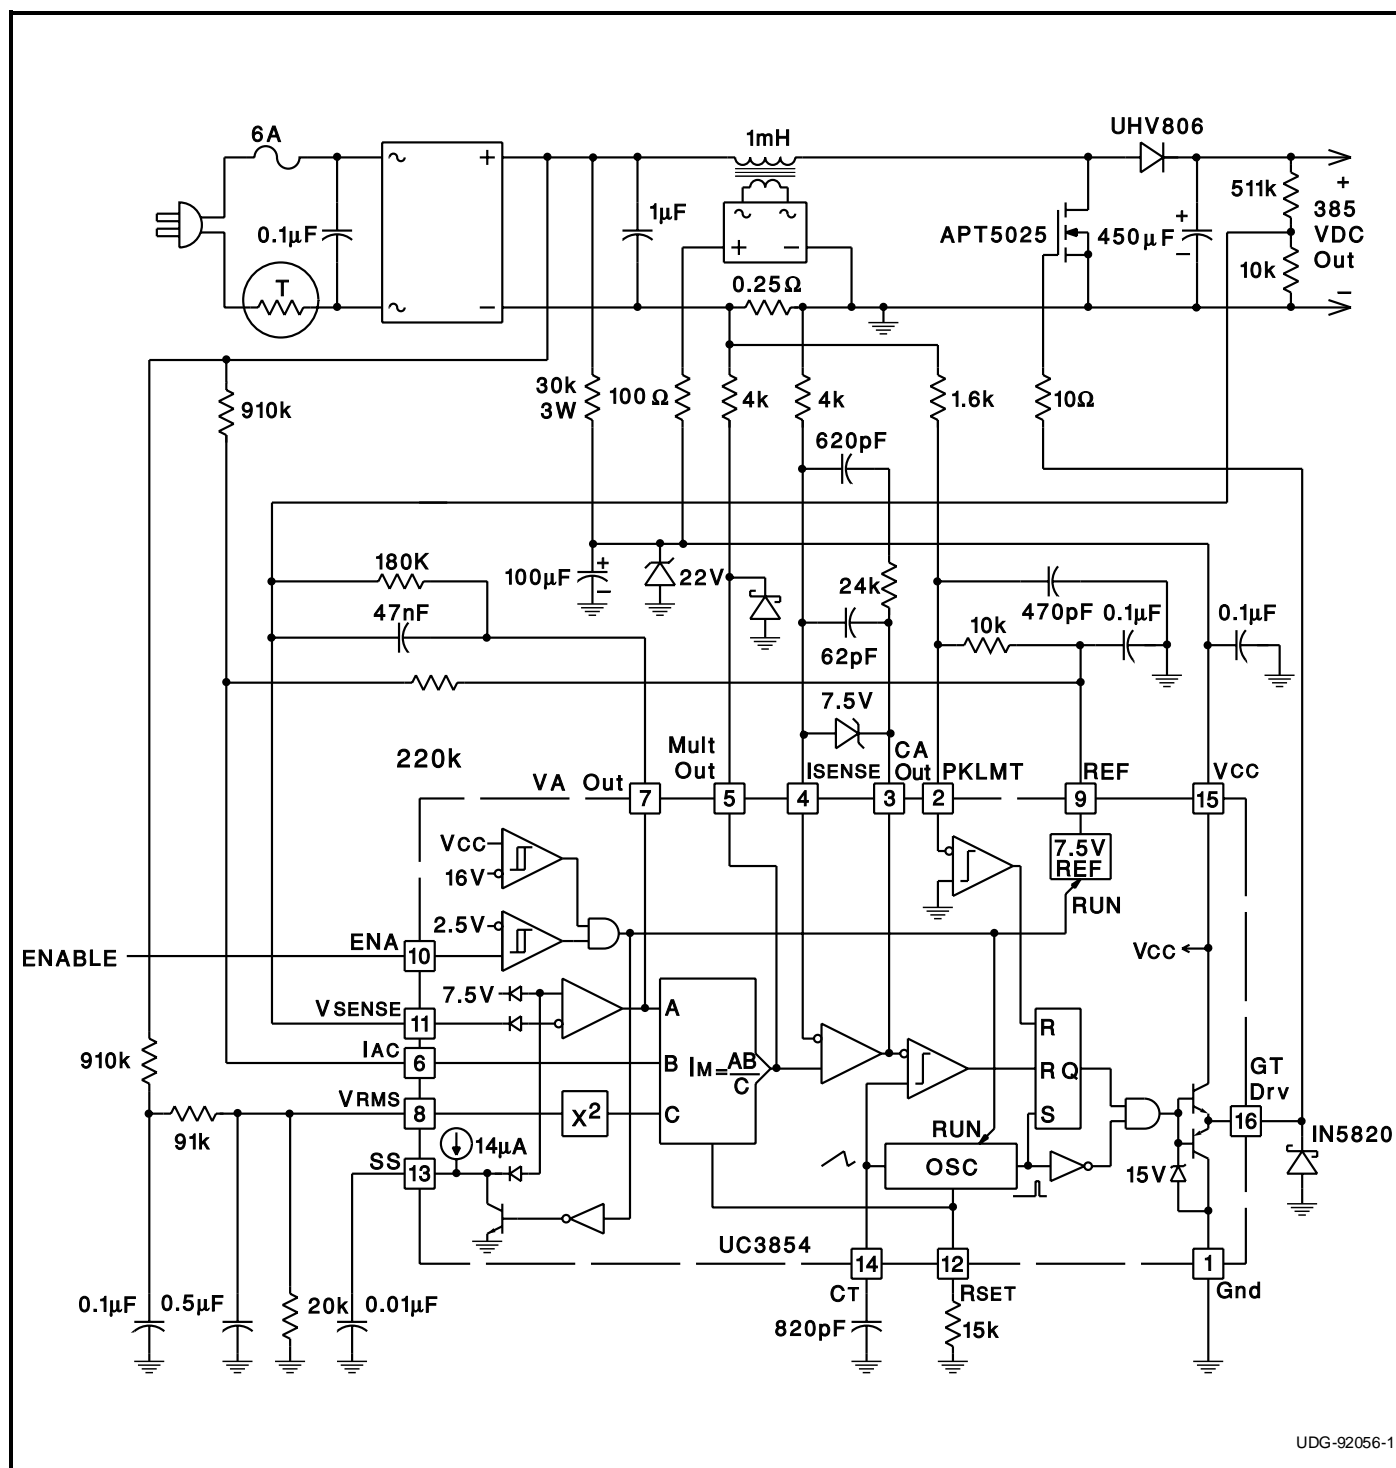 6A
1mH
UHV806
0.1µF
1µF
APT5025
450µF
+
−
511k
10k
+
385
VDC
Out
−
T
+
−
+
−
0.25Ω
910k
30k
3W
100Ω
4k
4k
1.6k
10Ω
620pF
180K
47nF
100µF
+
−
22V
24k
62pF
470pF
0.1µF
0.1µF
10k
7.5V
220k
VA Out
Mult
Out
ISENSE
CA
Out
PKLMT
REF
VCC
7
5
4
3
2
9
15
VCC
16V
2.5V
7.5V
REF
RUN
ENABLE
ENA
10
VCC
7.5V
VSENSE
11
A
R
IAC
6
B
IM=AB/C
R Q
910k
VRMS
8
X2
C
S
GT
Drv
16
91k
14µA
RUN
IN5820
SS
13
OSC
15V
UC3854
14
12
1
CT
RSET
Gnd
0.1µF
0.5µF
20k
0.01µF
820pF
15k
UDG-92056-1